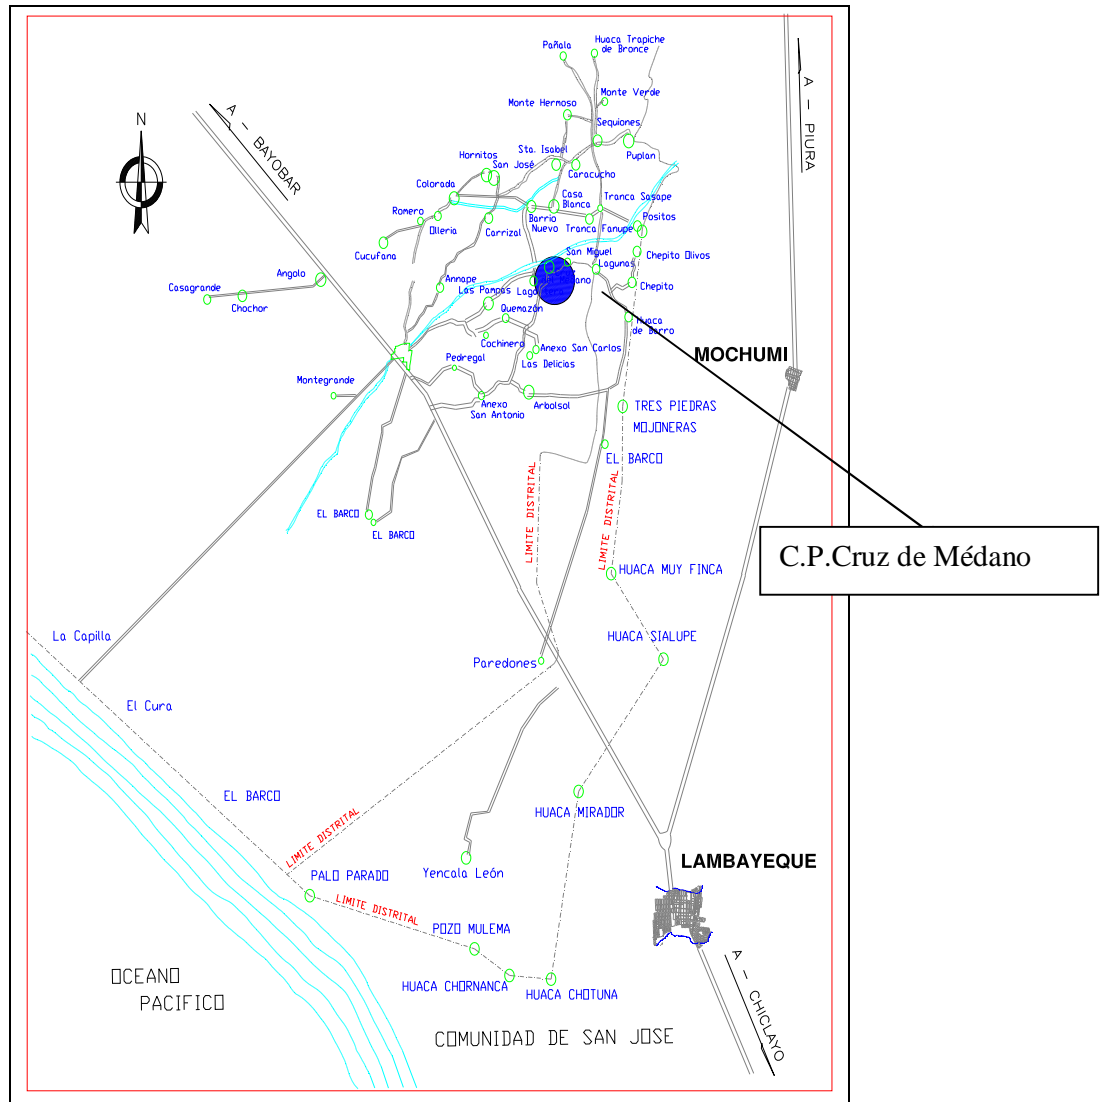 Huaca Trapiche
de Bronce
Pañala
A - PIURA
Monte Verde
Monte Hermoso
A - BAYOBAR
N
Sequiones
Puplan
Sta. Isabel
Caracucho
Hornitos
San José
Colorada
Casa
Blanca
Tranca Sasape
Romero
Olleria
Carrizal
Barrio
Nuevo
Tranca Fanupe
Positos
Cucufana
San Miguel
Chepito Olivos
Lagunas
Angolo
Casagrande
Chochor
Annape
Las Pampas
Chepito
Quemazón
Huaca
de Barro
Cochinero
Anexo San Carlos
Las Delicias
MOCHUMI
Pedregal
Montegrande
Anexo
San Antonio
Arbolsol
TRES PIEDRAS
MOJONERAS
EL BARCO
LIMITE DISTRITAL
LIMITE DISTRITAL
EL BARCO
EL BARCO
C.P.Cruz de Médano
HUACA MUY FINCA
La Capilla
HUACA SIALUPE
Paredones
El Cura
EL BARCO
HUACA MIRADOR
LIMITE DISTRITAL
LAMBAYEQUE
PALO PARADO
Yencala León
LIMITE DISTRITAL
POZO MULEMA
OCEANO
PACIFICO
HUACA CHORNANCA
HUACA CHOTUNA
A - CHICLAYO
COMUNIDAD DE SAN JOSE